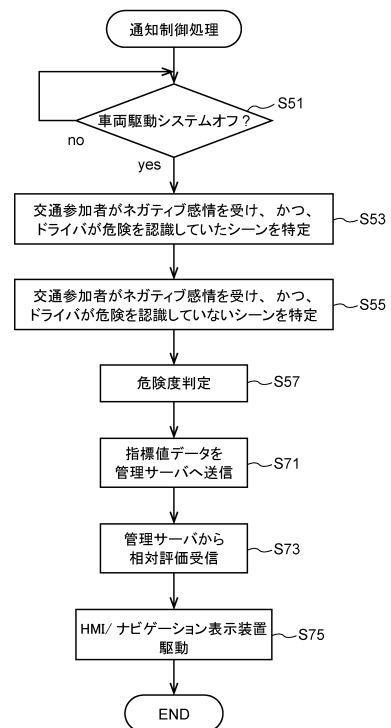 通知制御処理
車両駆動システムオフ?
S51
no
yes
交通参加者がネガティブ感情を受け、かつ、
ドライバが危険を認識していたシーンを特定
S53
交通参加者がネガティブ感情を受け、かつ、
ドライバが危険を認識していないシーンを特定
S55
危険度判定
S57
指標値データを
管理サーバへ送信
S71
管理サーバから
相対評価受信
S73
HMI/ナビゲーション表示装置
駆動
S75
END